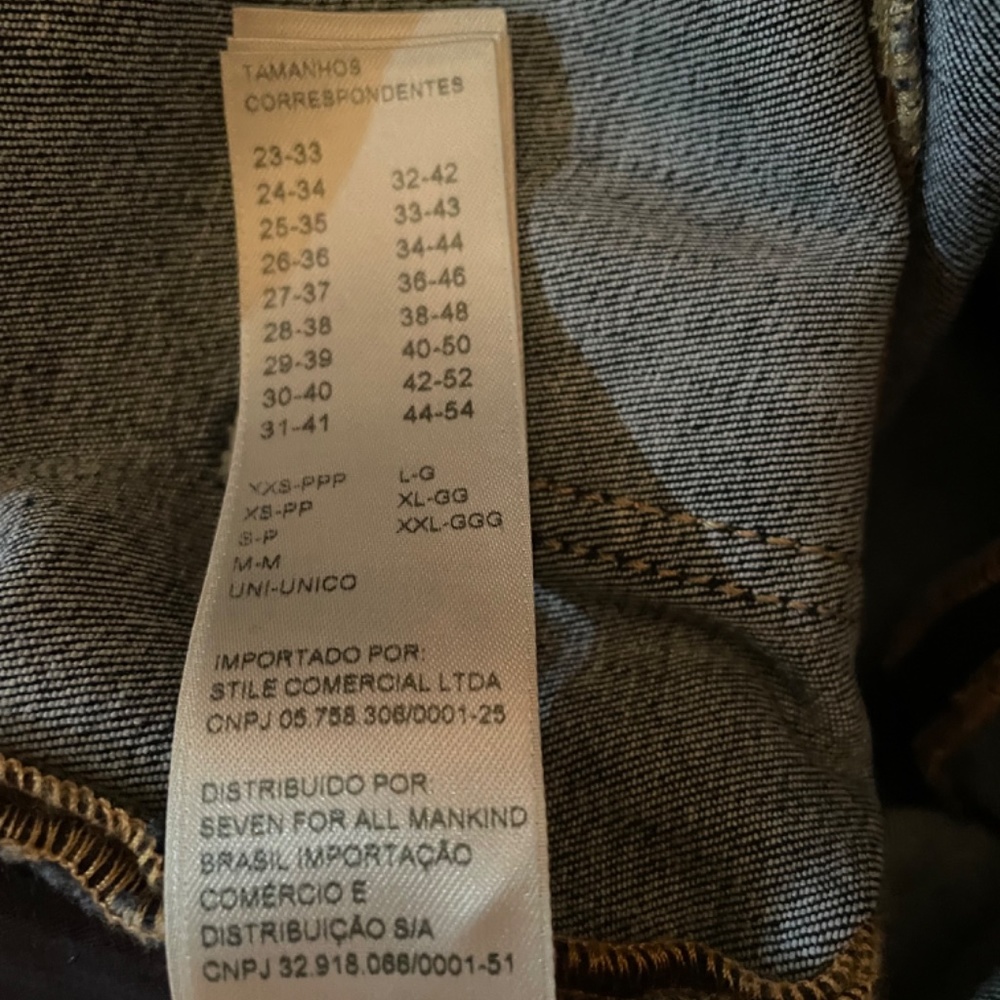 TAMANHOS
CORRESPONDENTES
23-33
24-34
25-35
26-36
27-37
28-38
29-39
30-40
31-41
32-42
33-43
34-44
36-46
38-48
40-50
42-52
44-54
XXS-PPP
XS-PP
S-P
M-M
UNI-UNICO
L-G
XL-GG
XXL-GGG
IMPORTADO POR:
STILE COMERCIAL LTDA
CNPJ 05.758.306/0001-25
DISTRIBUIDO POR
SEVEN FOR ALL MANKIND
BRASIL IMPORTAÇÃO
COMÉRCIO E
DISTRIBUIÇÃO S/A
CNPJ 32.918.066/0001-51